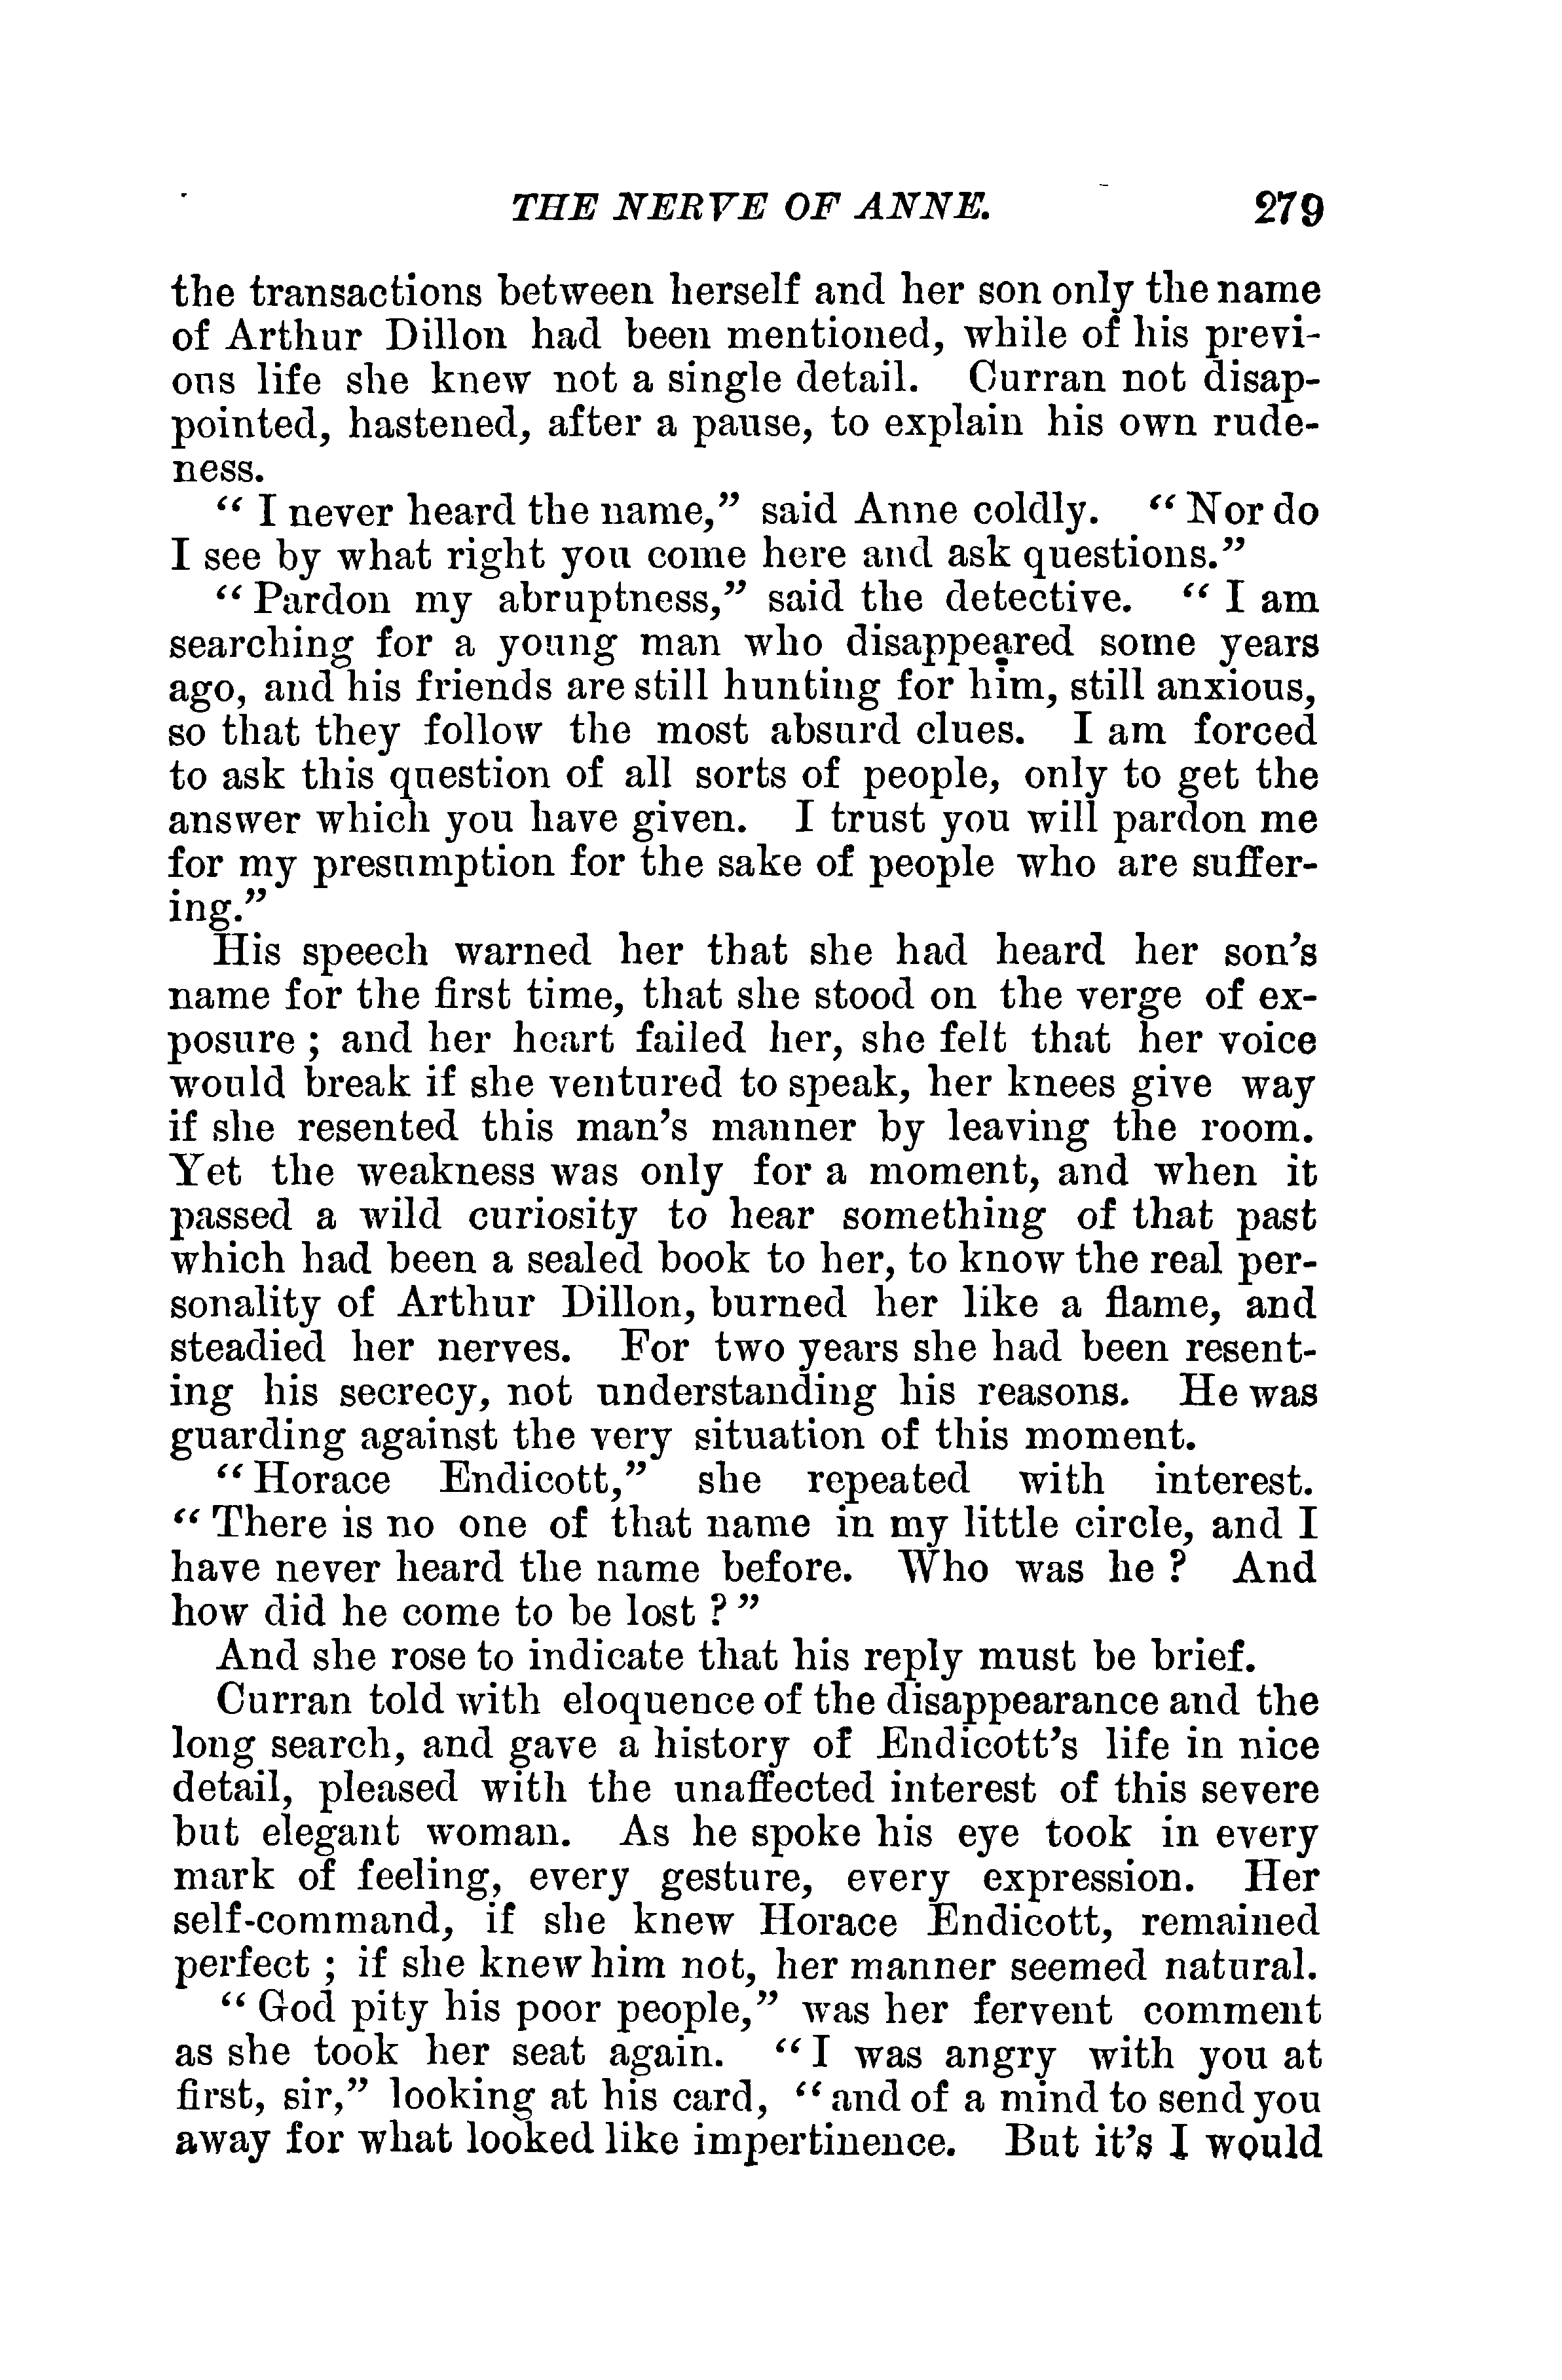 THE NERVE OF ANNE. 279
the transactions between herself and her son only the name
of Arthur Dillon had been mentioned, while of his previ-
ous life she knew not a single detail. Curran not disap-
pointed, hastened, after a pause, to explain his own rude-
ness.
"I never heard the name," said Anne coldly. "Nor do
I see by what right you come here and ask questions."
"Pardon my abruptness," said the detective. "I am
searching for a young man who disappeared some years
ago, and his friends are still hunting for him, still anxious,
so that they follow the most absurd clues. I am forced
to ask this question of all sorts of people, only to get the
answer which you have given. I trust you will pardon me
for my presumption for the sake of people who are suffer-
ing."
His speech warned her that she had heard her son's
name for the first time, that she stood on the verge of ex-
posure; and her heart failed her, she felt that her voice
would break if she ventured to speak, her knees give way
if she resented this man's manner by leaving the room.
Yet the weakness was only for a moment, and when it
passed a wild curiosity to hear something of that past
which had been a sealed book to her, to know the real per-
sonality of Arthur Dillon, burned her like a flame, and
steadied her nerves. For two years she had been resent-
ing his secrecy, not understanding his reasons. He was
guarding against the very situation of this moment.
"Horace Endicott," she repeated with interest.
"There is no one of that name in my little circle, and I
have never heard the name before. Who was he? And
how did he come to be lost?"
And she rose to indicate that his reply must be brief.
Curran told with eloquence of the disappearance and the
long search, and gave a history of Endicott's life in nice
detail, pleased with the unaffected interest of this severe
but elegant woman. As he spoke his eye took in every
mark of feeling, every gesture, every expression. Her
self-command, if she knew Horace Endicott, remained
perfect; if she knew him not, her manner seemed natural.
"God pity his poor people," was her fervent comment
as she took her seat again. "I was angry with you at
first, sir," looking at his card, "and of a mind to send you
away for what looked like impertinence. But it's I would